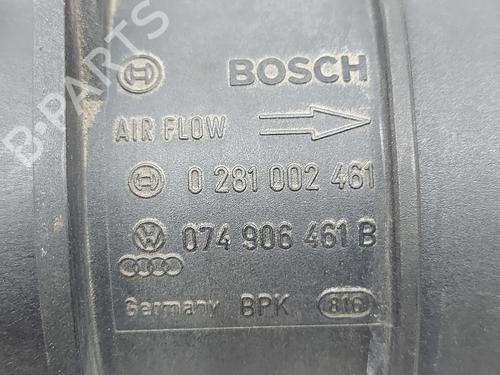 BOSCH
AIR FLOW
0 281 002 461
074 906 461 B
Germany BPK 816
B-PARTS